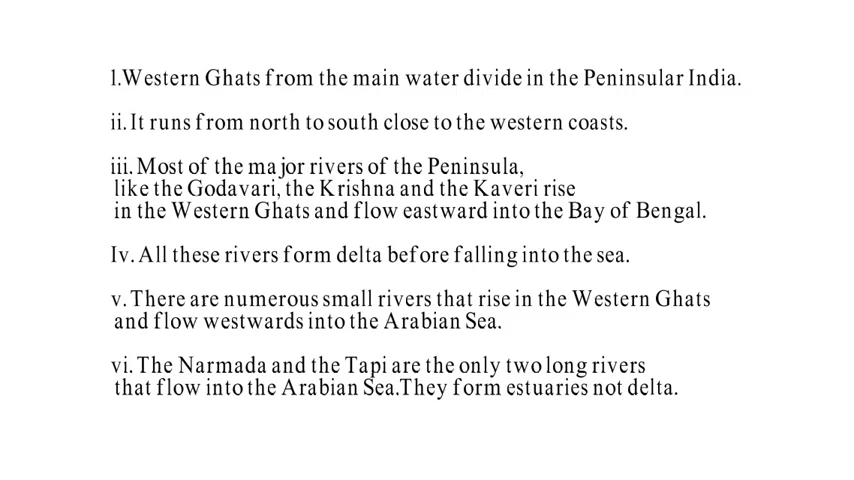 l.Western Ghats from the main water divide in the Peninsular India.
ii. It runs from north to south close to the western coasts.
iii. Most of the major rivers of the Peninsula,
like the Godavari, the Krishna and the Kaveri rise
in the Western Ghats and flow eastward into the Bay of Bengal.
Iv. All these rivers form delta before falling into the sea.
v. There are numerous small rivers that rise in the Western Ghats
and flow westwards into the Arabian Sea.
vi. The Narmada and the Tapi are the only two long rivers
that flow into the Arabian Sea.They form estuaries not delta.